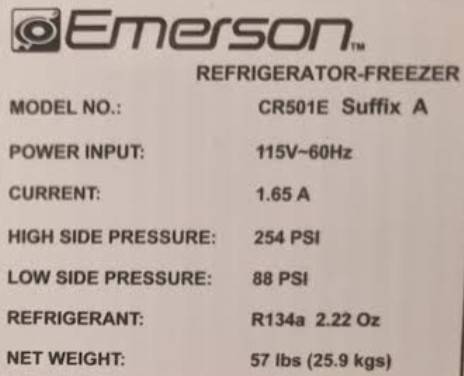 Emerson™
REFRIGERATOR-FREEZER
MODEL NO.: CR501E Suffix A
POWER INPUT: 115V~60Hz
CURRENT: 1.65 A
HIGH SIDE PRESSURE: 254 PSI
LOW SIDE PRESSURE: 88 PSI
REFRIGERANT: R134a 2.22 Oz
NET WEIGHT: 57 lbs (25.9 kgs)